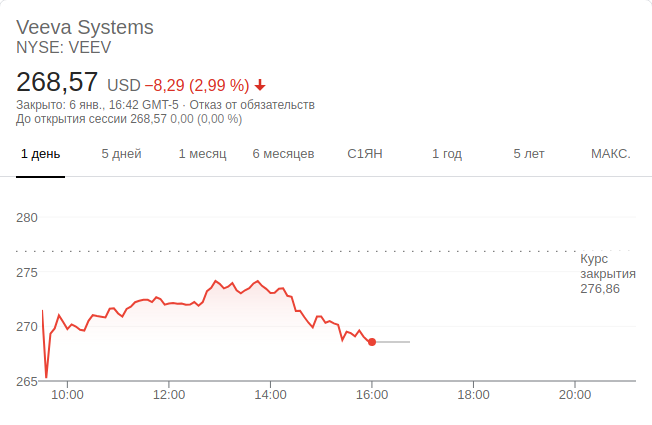 Veeva Systems
NYSE: VEEV
268,57 USD −8,29 (2,99 %)
Закрыто: 6 янв., 16:42 GMT-5 · Отказ от обязательств
До открытия сессии 268,57 0,00 (0,00 %)
1 день 5 дней 1 месяц 6 месяцев С1ЯН 1 год 5 лет МАКС.
280
Курс
275 закрытия
276,86
270
265
10:00 12:00 14:00 16:00 18:00 20:00